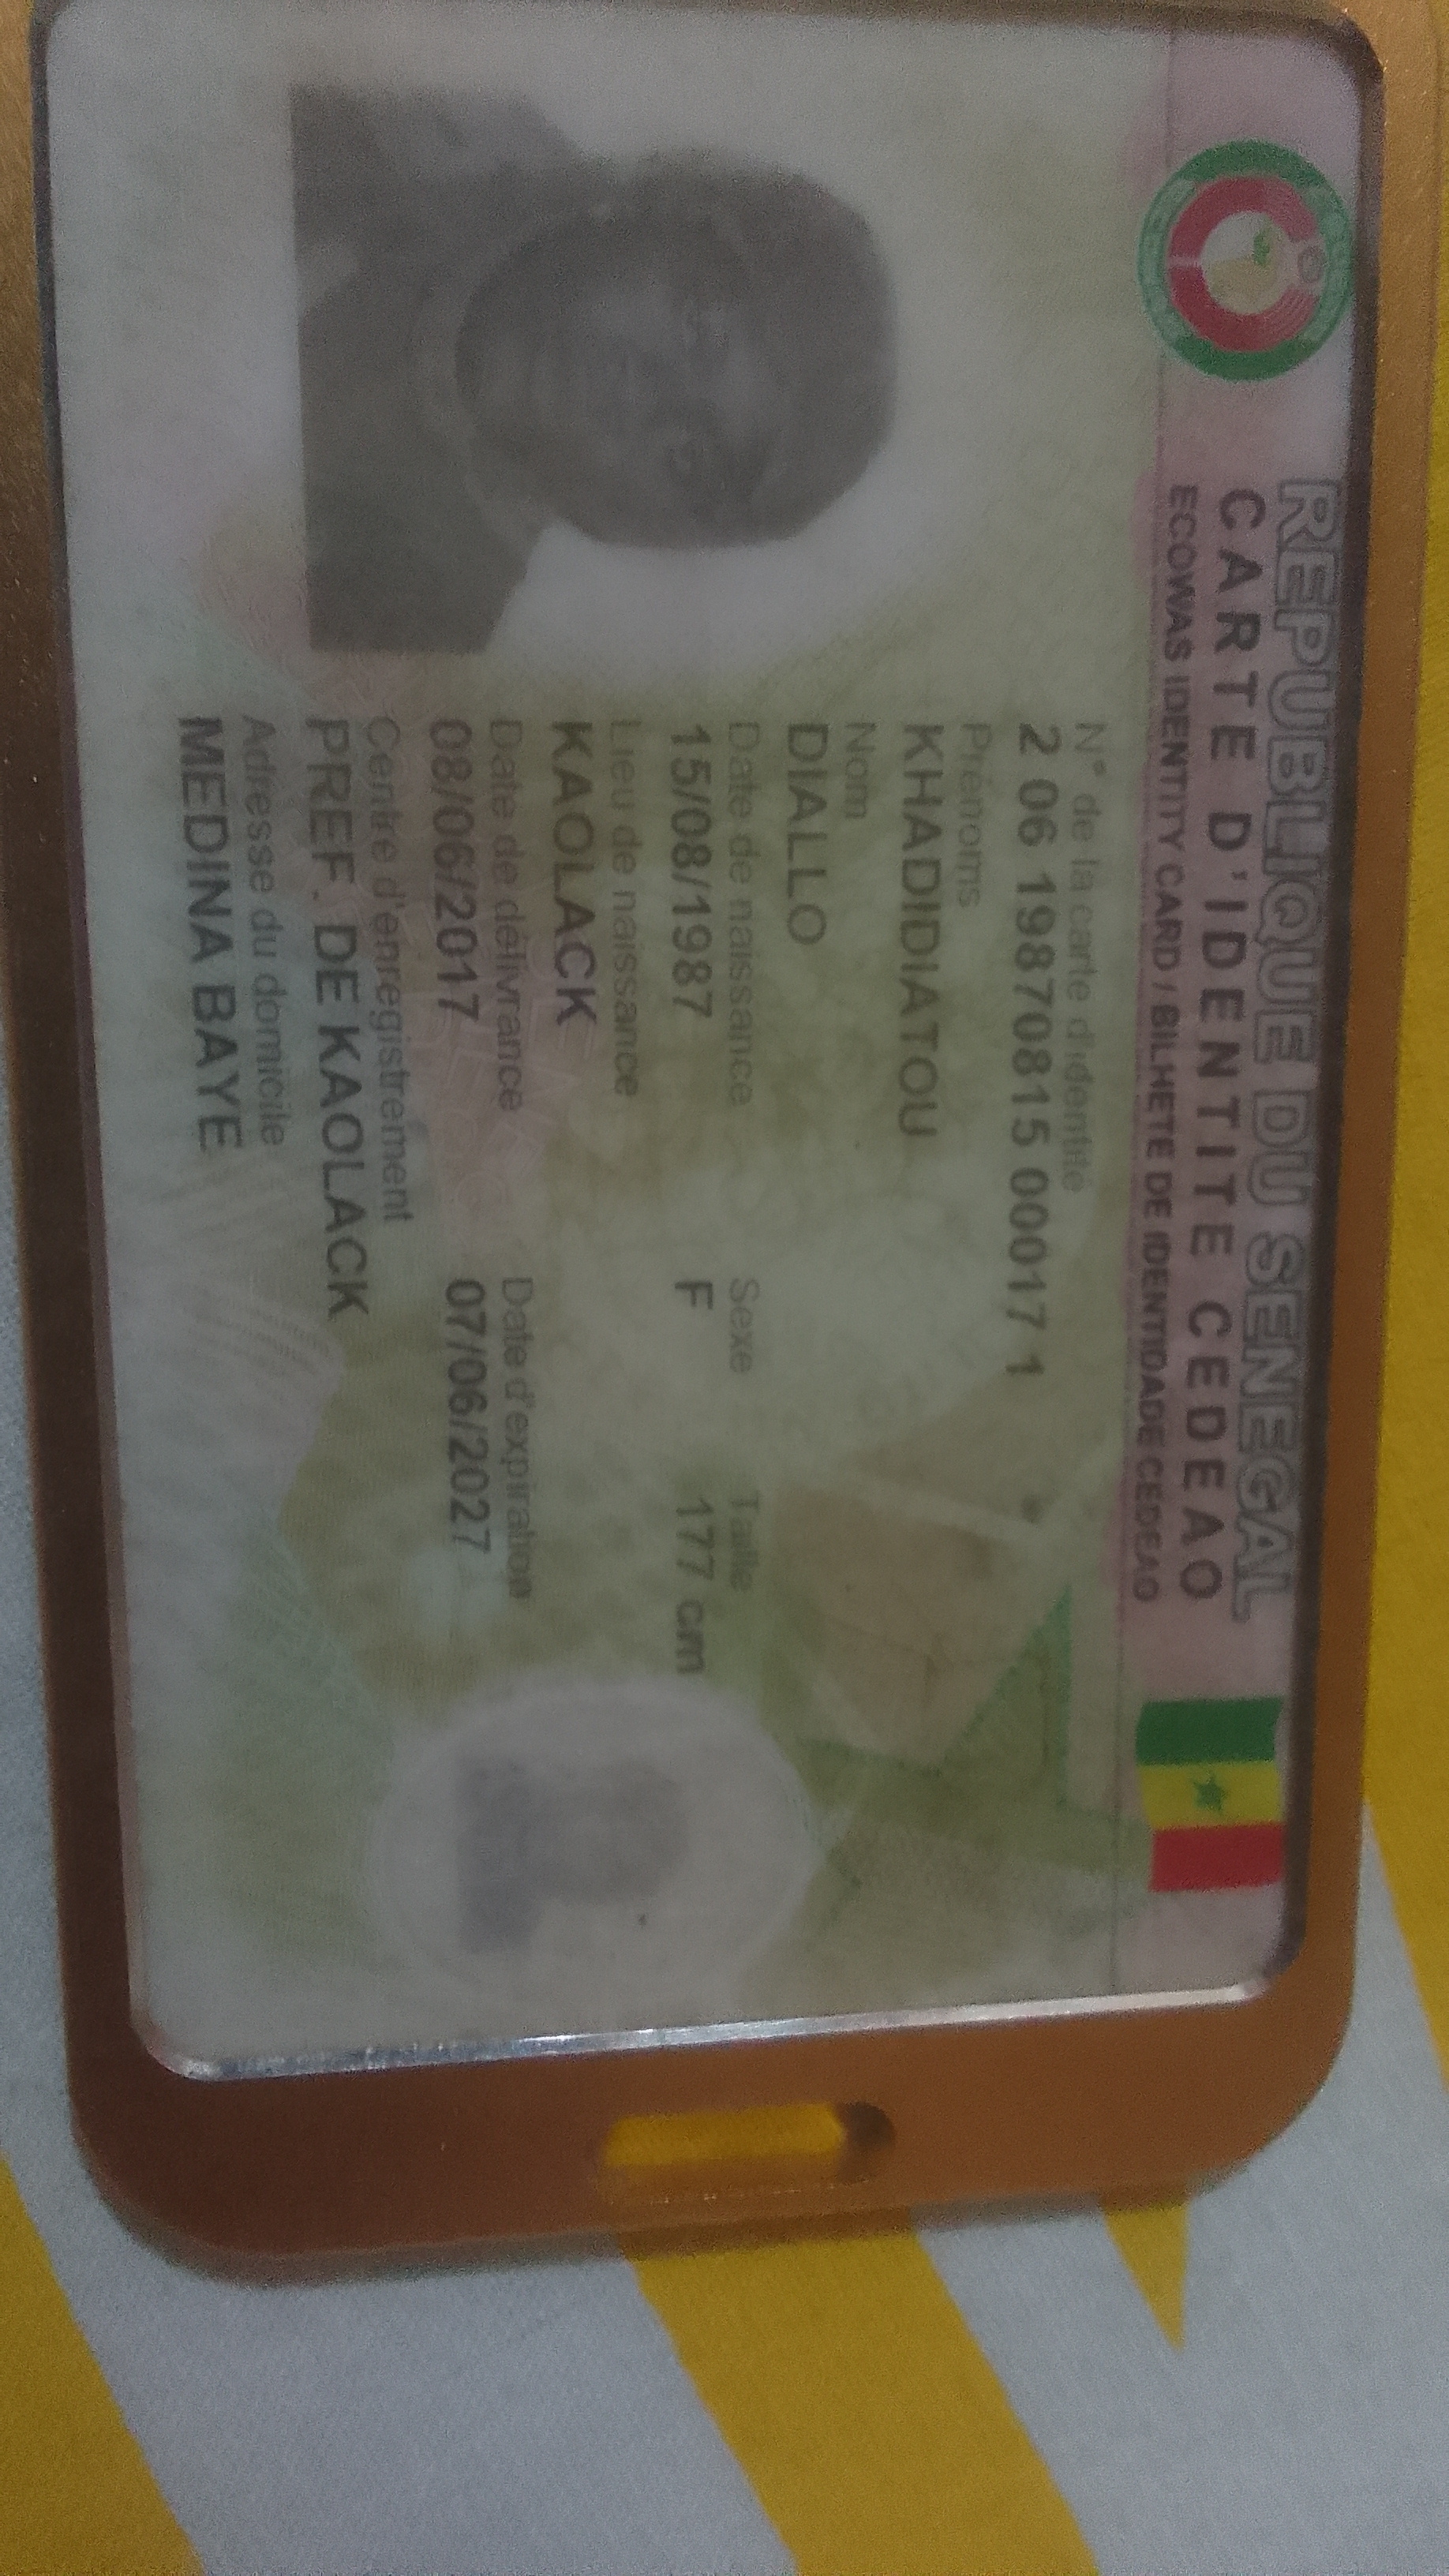 REPUBLIQUE DU SENEGAL
CARTE D'IDENTITE CEDEAO
ECOWAS IDENTITY CARD / BILHETE DE IDENTIDADE CEDEAO
N° de la carte d'identité
2 06 19870815 00017 1
Prénoms
KHADIDIATOU
Nom
DIALLO
Date de naissance Sexe Taille
15/08/1987 F 177 cm
Lieu de naissance
KAOLACK
Date de délivrance Date d'expiration
08/06/2017 07/06/2027
Centre d'enregistrement
PREF. DE KAOLACK
Adresse du domicile
MEDINA BAYE